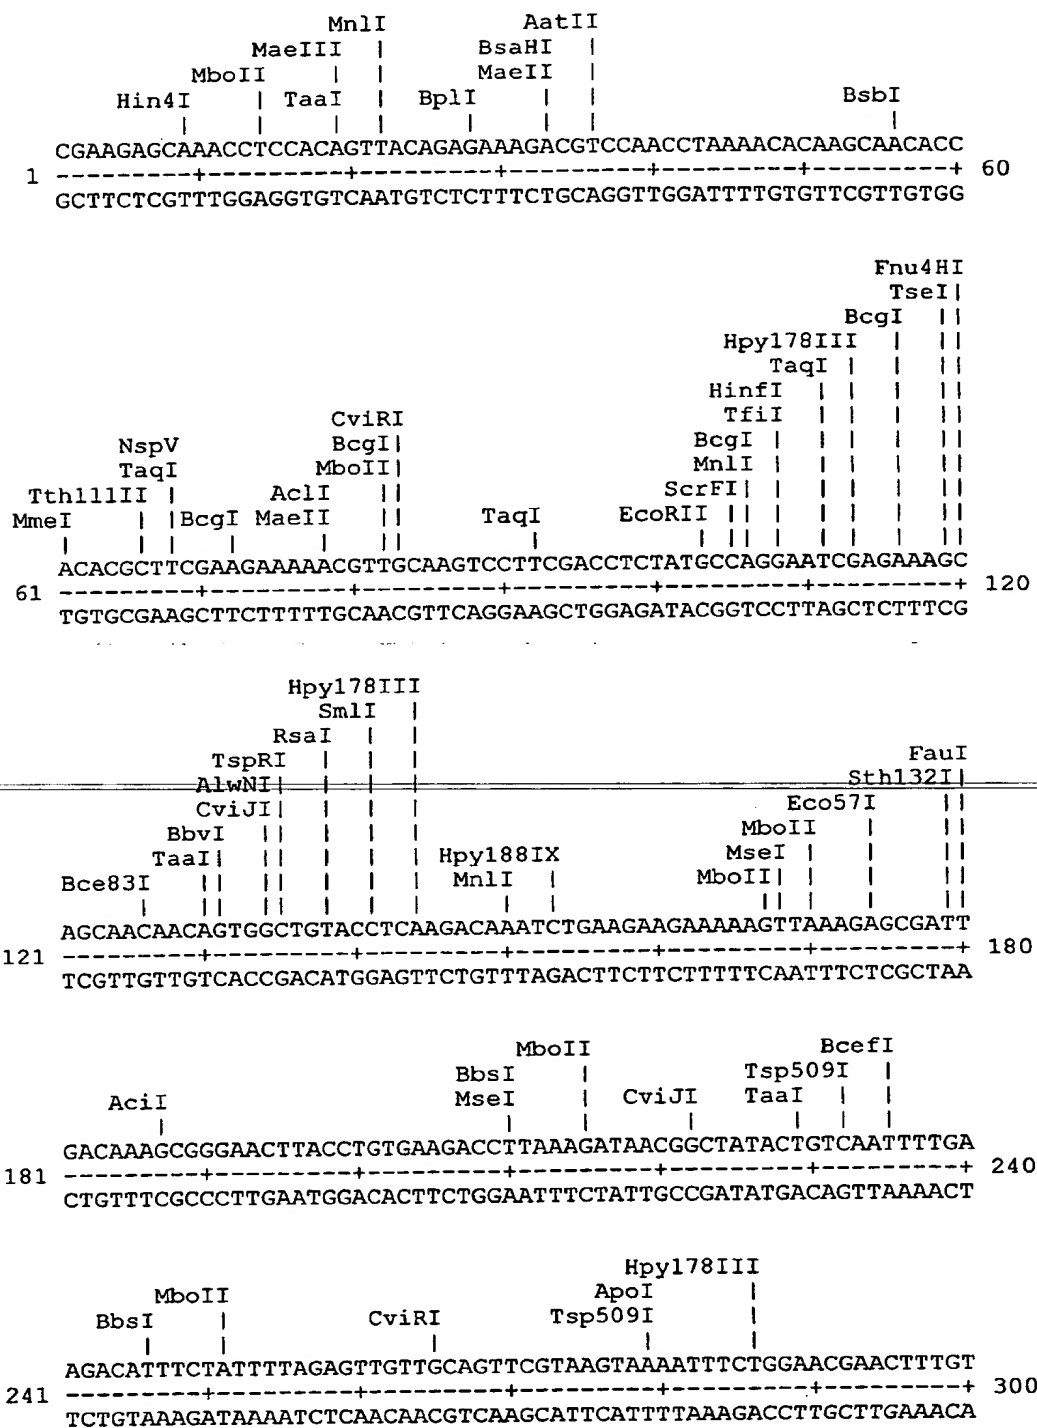 MnlI AatII
MaeIII BsaHI
MboII MaeII
Hin4I TaaI BplI BsbI
CGAAGAGCAAACCTCCACAGTTACAGAGAAAGACGTCCAACCTAAAACACAAGCAACACC
1 ---------+---------+---------+---------+---------+---------+ 60
GCTTCTCGTTTGGAGGTGTCAATGTCTCTTTCTGCAGGTTGGATTTTGTGTTCGTTGTGG
Fnu4HI
TseI
BcgI
Hpy178III
TaqI
HinfI
CviRI TfiI
NspV BcgI BcgI
TaqI MboII MnlI
Tth111II AclI ScrFI
MmeI BcgI MaeII TaqI EcoRII
ACACGCTTCGAAGAAAAACGTTGCAAGTCCTTCGACCTCTATGCCAGGAATCGAGAAAGC
61 ---------+---------+---------+---------+---------+---------+ 120
TGTGCGAAGCTTCTTTTTGCAACGTTCAGGAAGCTGGAGATACGGTCCTTAGCTCTTTCG
Hpy178III
SmlI
RsaI
TspRI FauI
AlwNI Sth132I
CviJI Eco57I
BbvI MboII
TaaI Hpy188IX MseI
Bce83I MnlI MboII
AGCAACAACAGTGGCTGTACCTCAAGACAAATCTGAAGAAGAAAAAGTTAAAGAGCGATT
121 ---------+---------+---------+---------+---------+---------+ 180
TCGTTGTTGTCACCGACATGGAGTTCTGTTTAGACTTCTTCTTTTTCAATTTCTCGCTAA
MboII BcefI
BbsI Tsp509I
AciI MseI CviJI TaaI
GACAAAGCGGGAACTTACCTGTGAAGACCTTAAAGATAACGGCTATACTGTCAATTTTGA
181 ---------+---------+---------+---------+---------+---------+ 240
CTGTTTCGCCCTTGAATGGACACTTCTGGAATTTCTATTGCCGATATGACAGTTAAAACT
Hpy178III
MboII ApoI
BbsI CviRI Tsp509I
AGACATTTCTATTTTAGAGTTGTTGCAGTTCGTAAGTAAAATTTCTGGAACGAACTTTGT
241 ---------+---------+---------+---------+---------+---------+ 300
TCTGTAAAGATAAAATCTCAACAACGTCAAGCATTCATTTTAAAGACCTTGCTTGAAACA